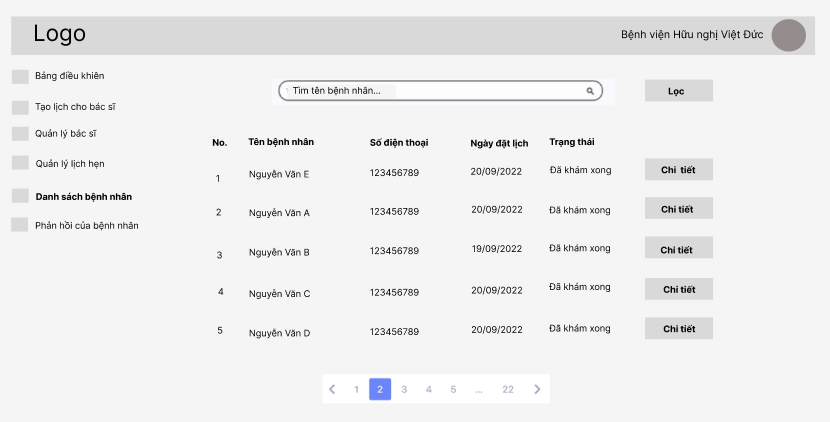 Logo
Bệnh viện Hữu nghị Việt Đức
Bảng điều khiên
Tạo lịch cho bác sĩ
Quản lý bác sĩ
Quản lý lịch hẹn
Danh sách bệnh nhân
Phản hồi của bệnh nhân
Tìm tên bệnh nhân...
Lọc
No. Tên bệnh nhân Số điện thoại Ngày đặt lịch Trạng thái
1 Nguyễn Văn E 123456789 20/09/2022 Đã khám xong Chi tiết
2 Nguyễn Văn A 123456789 20/09/2022 Đã khám xong Chi tiết
3 Nguyễn Văn B 123456789 19/09/2022 Đã khám xong Chi tiết
4 Nguyễn Văn C 123456789 20/09/2022 Đã khám xong Chi tiết
5 Nguyễn Văn D 123456789 20/09/2022 Đã khám xong Chi tiết
1 2 3 4 5 ... 22